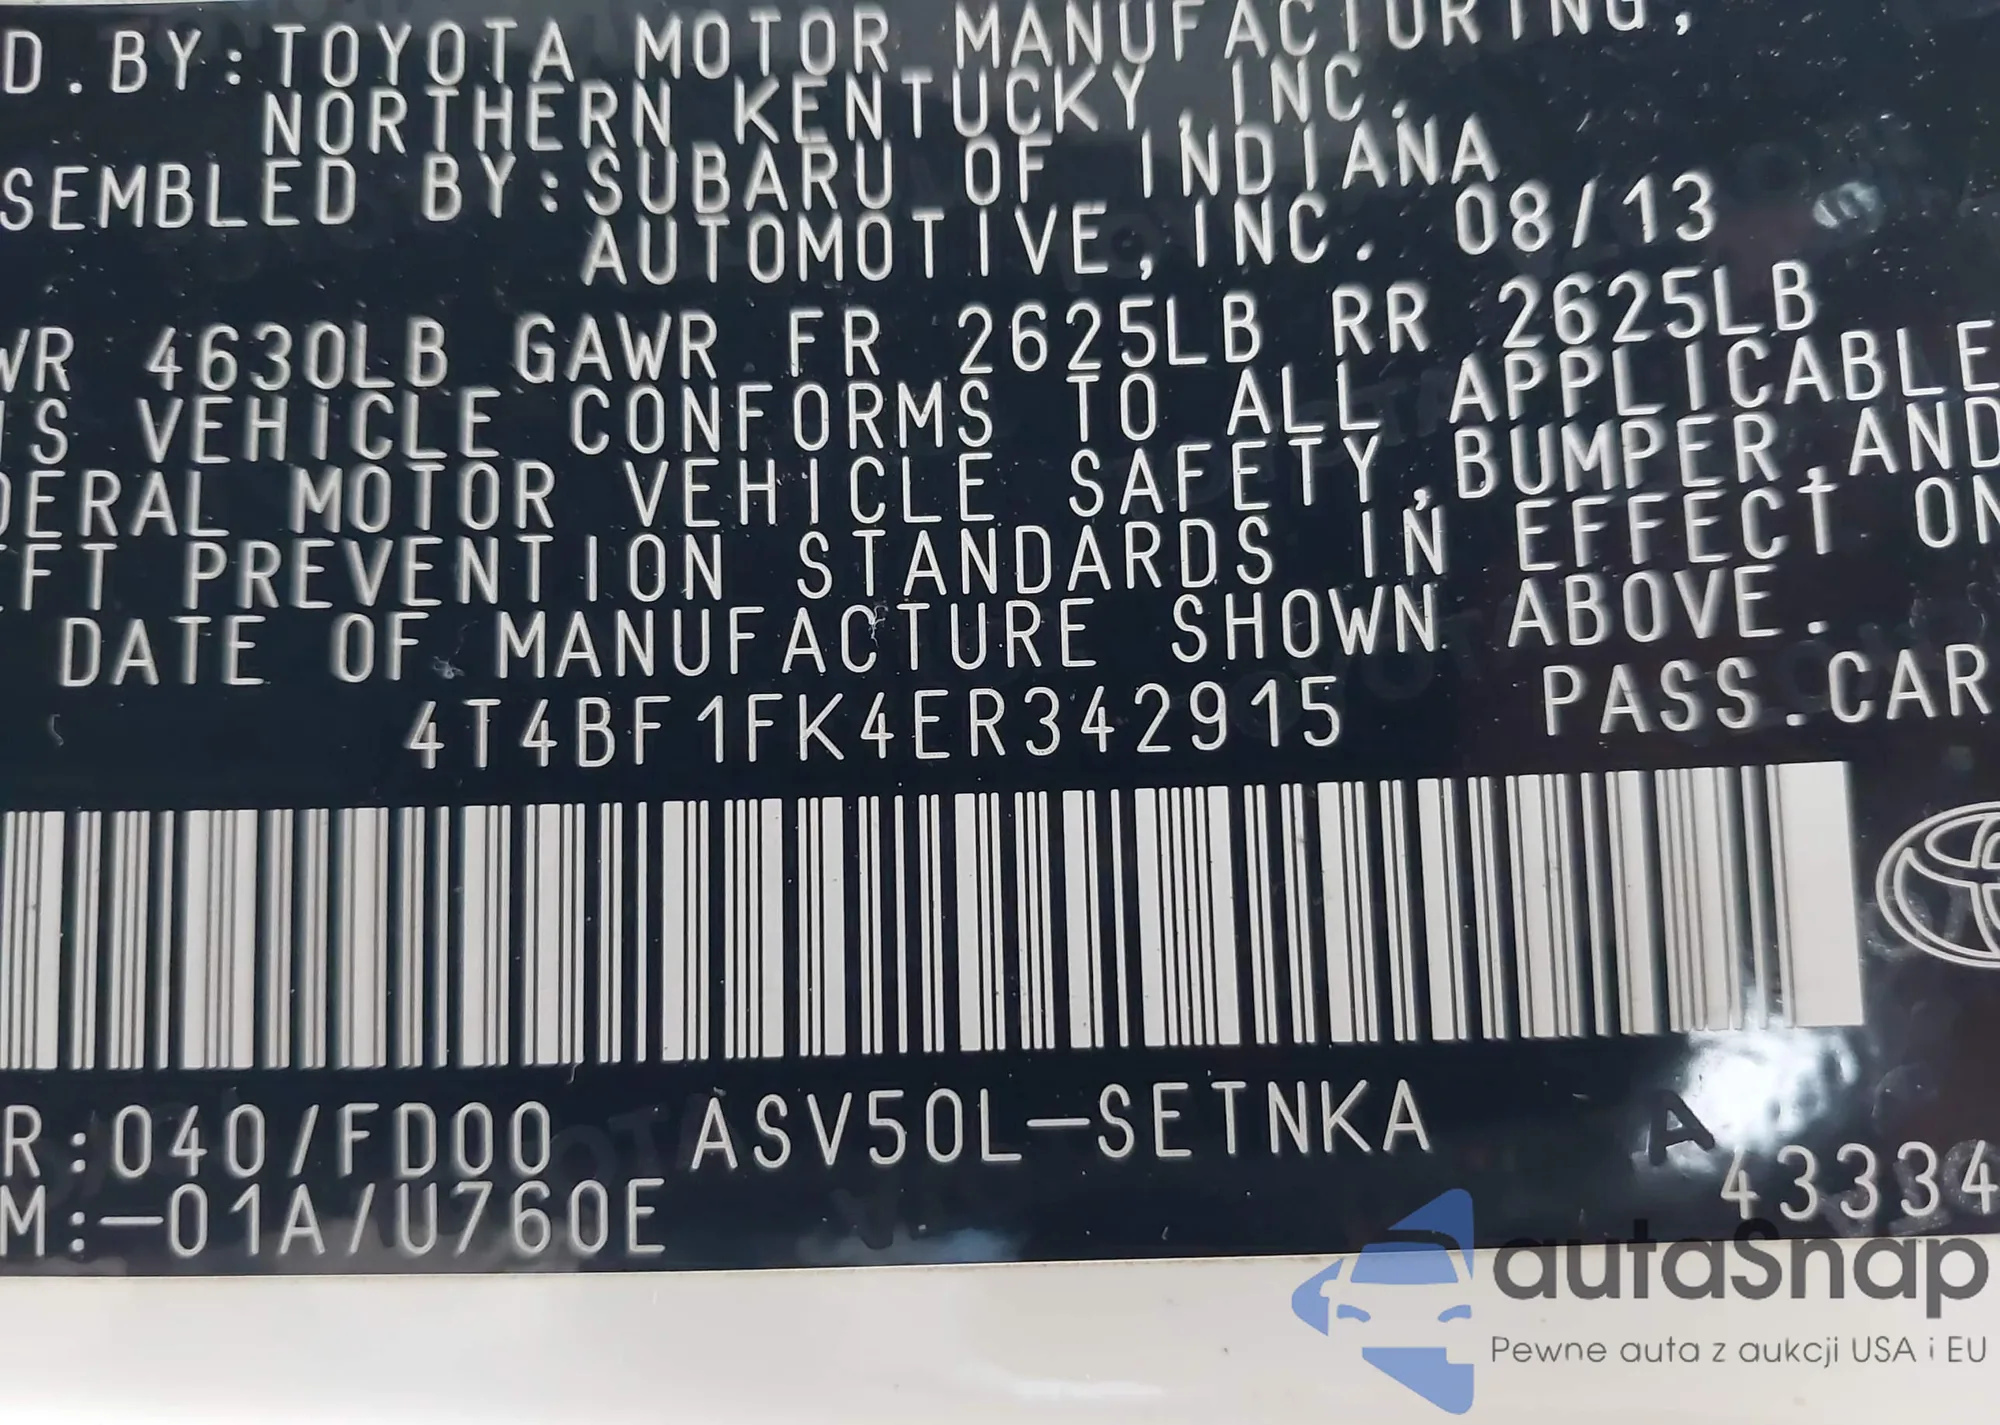 D. BY: TOYOTA MOTOR MANUFACTURING,
NORTHERN KENTUCKY, INC.
SEMBLED BY: SUBARU OF INDIANA
AUTOMOTIVE, INC. 08/13
WR 4630LB GAWR FR 2625LB RR 2625LB
IS VEHICLE CONFORMS TO ALL APPLICABLE
DERAL MOTOR VEHICLE SAFETY, BUMPER, AND
EFT PREVENTION STANDARDS IN EFFECT ON
DATE OF MANUFACTURE SHOWN ABOVE.
4T4BF1FK4ER342915 PASS.CAR
R:040/FD00 ASV50L-SETNKA A
M:-01A/U760E 43334
autaSnap
Pewne auta z aukcji USA i EU